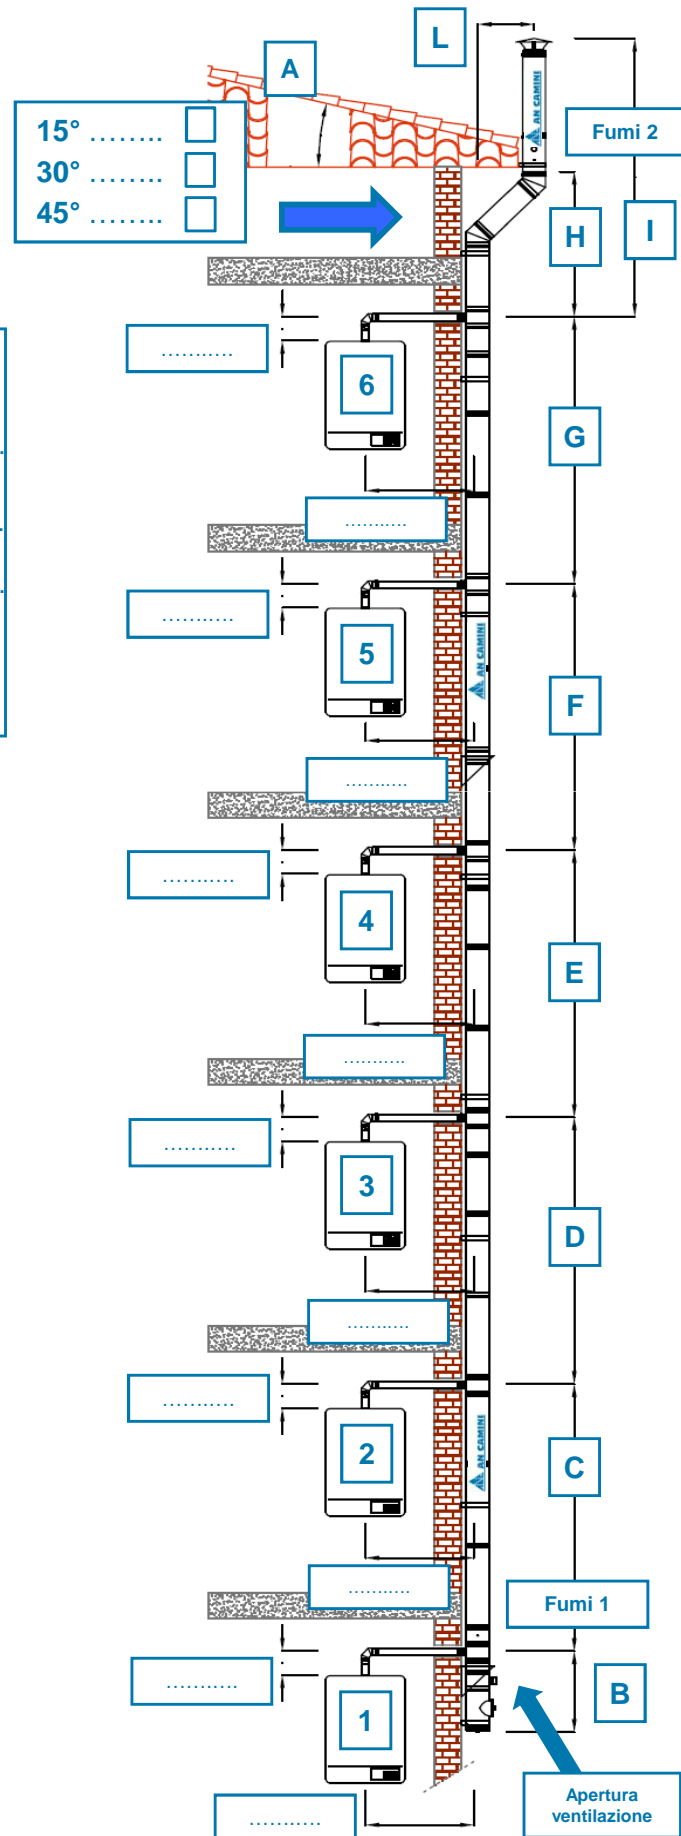 L
A
15° ........
30° ........
45° ........
Fumi 2
AN CAMINI
H
I
...........
6
G
...........
...........
5
AN CAMINI
F
...........
...........
4
E
...........
...........
3
D
...........
...........
2
AN CAMINI
C
...........
Fumi 1
...........
1
B
Apertura
ventilazione
...........